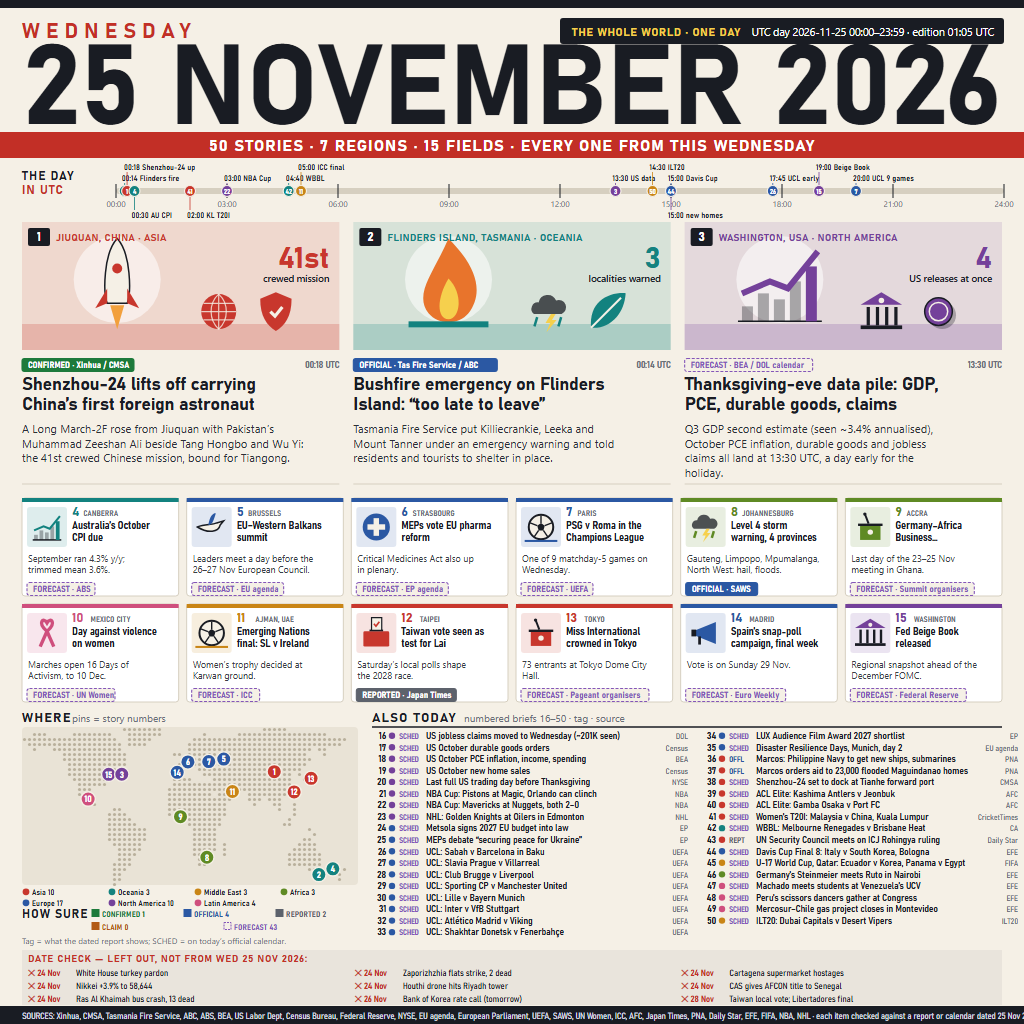 WEDNESDAY
THE WHOLE WORLD · ONE DAY UTC day 2026-11-25 00:00–23:59 · edition 01:05 UTC
25 NOVEMBER 2026
50 STORIES · 7 REGIONS · 15 FIELDS · EVERY ONE FROM THIS WEDNESDAY
THE DAY
IN UTC
00:18 Shenzhou-24 up
05:00 ICC final
14:30 ILT20
19:00 Beige Book
00:14 Flinders fire
03:00 NBA Cup
04:40 WBBL
13:30 US data
15:00 Davis Cup
17:45 UCL early
20:00 UCL 9 games
1 4 41 22 42 11 3 50 44 26 15 7
00:00 03:00 06:00 09:00 12:00 15:00 18:00 21:00 24:00
00:30 AU CPI
02:00 KL T20I
15:00 new homes
1 JIUQUAN, CHINA · ASIA
41st
crewed mission
CONFIRMED · Xinhua / CMSA
00:18 UTC
Shenzhou-24 lifts off carrying
China's first foreign astronaut
A Long March-2F rose from Jiuquan with Pakistan's
Muhammad Zeeshan Ali beside Tang Hongbo and Wu Yi:
the 41st crewed Chinese mission, bound for Tiangong.
2 FLINDERS ISLAND, TASMANIA · OCEANIA
3
localities warned
OFFICIAL · Tas Fire Service / ABC
00:14 UTC
Bushfire emergency on Flinders
Island: “too late to leave”
Tasmania Fire Service put Killiecrankie, Leeka and
Mount Tanner under an emergency warning and told
residents and tourists to shelter in place.
3 WASHINGTON, USA · NORTH AMERICA
4
US releases at once
FORECAST · BEA / DOL calendar
13:30 UTC
Thanksgiving-eve data pile: GDP,
PCE, durable goods, claims
Q3 GDP second estimate (seen ~3.4% annualised),
October PCE inflation, durable goods and jobless
claims all land at 13:30 UTC, a day early for the
holiday.
4 CANBERRA
Australia's October
CPI due
September ran 4.3% y/y:
trimmed mean 3.6%.
FORECAST · ABS
5 BRUSSELS
EU–Western Balkans
summit
Leaders meet a day before the
26–27 Nov European Council.
FORECAST · EU agenda
6 STRASBOURG
MEPs vote EU pharma
reform
Critical Medicines Act also up
in plenary.
FORECAST · EP agenda
7 PARIS
PSG v Roma in the
Champions League
One of 9 matchday-5 games on
Wednesday.
FORECAST · UEFA
8 JOHANNESBURG
Level 4 storm
warning, 4 provinces
Gauteng, Limpopo, Mpumalanga,
North West: hail, floods.
OFFICIAL · SAWS
9 ACCRA
Germany–Africa
Business…
Last day of the 23–25 Nov
meeting in Ghana.
FORECAST · Summit organisers
10 MEXICO CITY
Day against violence
on women
Marches open 16 Days of
Activism, to 10 Dec.
FORECAST · UN Women
11 AJMAN, UAE
Emerging Nations
final: SL v Ireland
Women's trophy decided at
Karwan ground.
FORECAST · ICC
12 TAIPEI
Taiwan vote seen as
test for Lai
Saturday's local polls shape
the 2028 race.
REPORTED · Japan Times
13 TOKYO
Miss International
crowned in Tokyo
73 entrants at Tokyo Dome City
Hall.
FORECAST · Pageant organisers
14 MADRID
Spain's snap-poll
campaign, final week
Vote is on Sunday 29 Nov.
FORECAST · Euro Weekly
15 WASHINGTON
Fed Beige Book
released
Regional snapshot ahead of the
December FOMC.
FORECAST · Federal Reserve
WHERE pins = story numbers
6 7 5
14 15 3 1 13
10 11 12
9
8
2 4
Asia 10 Oceania 3 Middle East 3 Africa 3
Europe 17 North America 10 Latin America 4
HOW SURE CONFIRMED 1 OFFICIAL 4 REPORTED 2
CLAIM 0 FORECAST 43
Tag = what the dated report shows; SCHED = on today's official calendar.
ALSO TODAY numbered briefs 16–50 · tag · source
16 SCHED US jobless claims moved to Wednesday (~201K seen) DOL
17 SCHED US October durable goods orders Census
18 SCHED US October PCE income, spending BEA
19 SCHED US October new home sales Census
20 SCHED Last full US trading day before Thanksgiving NYSE
21 SCHED NBA Cup: Pistons at Magic, Orlando can clinch NBA
22 SCHED NBA Cup: Mavericks at Nuggets, both 2–0 NBA
23 SCHED NHL: Golden Knights at Oilers in Edmonton NHL
24 SCHED Metsola signs 2027 EU budget into law EP
25 SCHED MEPs debate “securing peace for Ukraine” EP
26 SCHED UCL: Sabah v Barcelona in Baku UEFA
27 SCHED UCL: Slavia Prague v Villarreal UEFA
28 SCHED UCL: Club Brugge v Liverpool UEFA
29 SCHED UCL: Sporting CP v Manchester United UEFA
30 SCHED UCL: Lille v Bayern Munich UEFA
31 SCHED UCL: Inter v VfB Stuttgart UEFA
32 SCHED UCL: Atlético Madrid v Viking UEFA
33 SCHED UCL: Shakhtar Donetsk v Fenerbahçe UEFA
34 SCHED LUX Audience Film Award 2027 shortlist EP
35 SCHED Disaster Resilience Days, Munich, day 2 EU agenda
36 OFFL Marcos: Philippine Navy to get new ships, submarines PNA
37 OFFL Marcos orders aid to 23,000 flooded Maguindanao homes PNA
38 SCHED Shenzhou-24 set to dock at Tianhe forward port CMSA
39 SCHED ACL Elite: Kashima Antlers v Jeonbuk AFC
40 SCHED ACL Elite: Gamba Osaka v Port FC AFC
41 SCHED Women's T20I: Malaysia v China, Kuala Lumpur CricketTimes
42 SCHED WBBL: Melbourne Renegades v Brisbane Heat CA
43 REPT UN Security Council meets on ICJ Rohingya ruling Daily Star
44 SCHED Davis Cup Final 8: Italy v South Korea, Bologna EFE
45 SCHED U-17 World Cup, Qatar: Ecuador v Korea, Panama v Egypt FIFA
46 SCHED Germany's Steinmeier meets Ruto in Nairobi EFE
47 SCHED Machado meets students at Venezuela's UCV EFE
48 SCHED Peru's scissors dancers gather at Congress EFE
49 SCHED Mercosur–Chile gas project closes in Montevideo EFE
50 SCHED ILT20: Dubai Capitals v Desert Vipers ILT20
DATE CHECK — LEFT OUT, NOT FROM WED 25 NOV 2026:
✕ 24 Nov White House turkey pardon
✕ 24 Nov Zaporizhzhia flats strike, 2 dead
✕ 24 Nov Cartagena supermarket hostages
✕ 24 Nov Nikkei +3.9% to 58,644
✕ 24 Nov Houthi drone hits Riyadh tower
✕ 24 Nov CAS gives AFCON title to Senegal
✕ 24 Nov Ras Al Khaimah bus crash, 13 dead
✕ 26 Nov Bank of Korea rate call (tomorrow)
✕ 28 Nov Taiwan local vote; Libertadores final
SOURCES: Xinhua, CMSA, Tasmania Fire Service, ABC, ABS, BEA, US Labor Dept, Census Bureau, Federal Reserve, NYSE, EU agenda, European Parliament, UEFA, SAWS, UN Women, ICC, AFC, Japan Times, PNA, Daily Star, EFE, FIFA, NBA, NHL · each item checked against a report or calendar dated 25 Nov